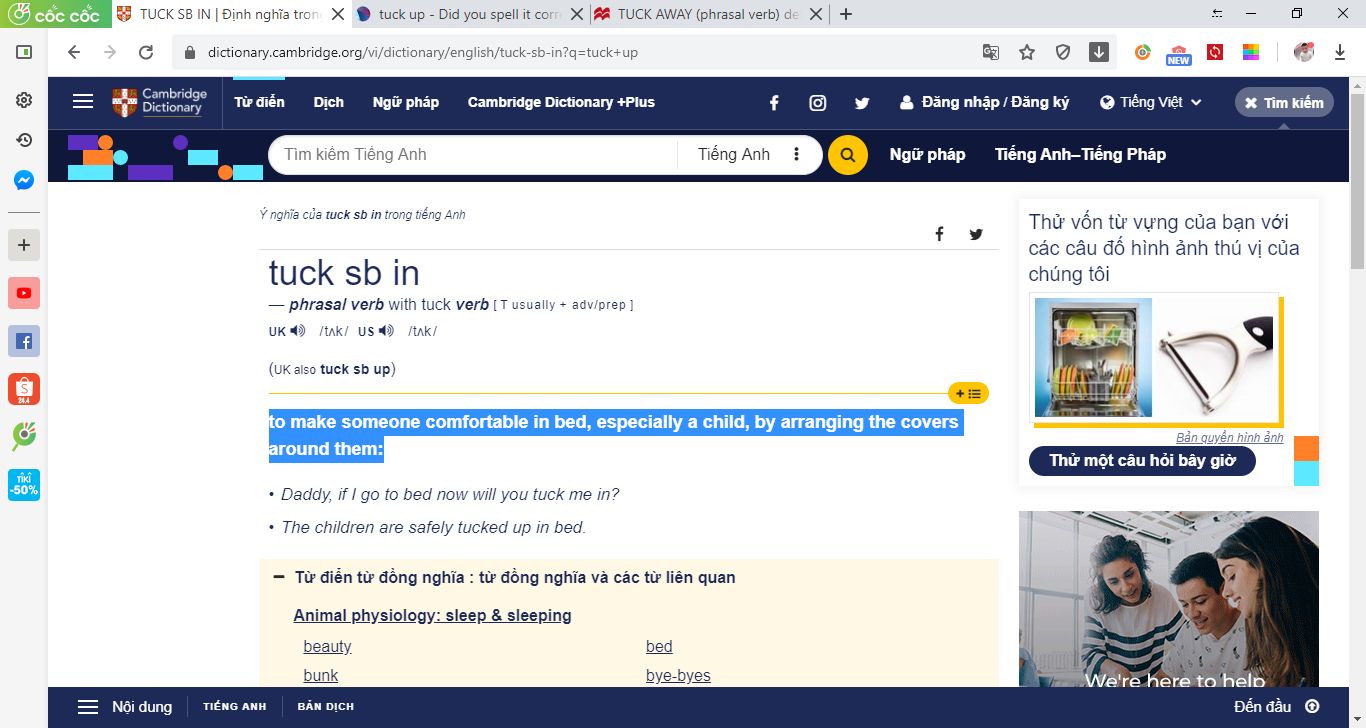 cốc cốc
TUCK SB IN | Định nghĩa tron
tuck up - Did you spell it corre
TUCK AWAY (phrasal verb) de
dictionary.cambridge.org/vi/dictionary/english/tuck-sb-in?q=tuck+up
NEW
Cambridge
Dictionary
Từ điển
Dịch
Ngữ pháp
Cambridge Dictionary +Plus
Đăng nhập / Đăng ký
Tiếng Việt
Tìm kiếm
Tìm kiếm Tiếng Anh
Tiếng Anh
Ngữ pháp
Tiếng Anh–Tiếng Pháp
24.4
TIKI
-50%
Ý nghĩa của tuck sb in trong tiếng Anh
tuck sb in
— phrasal verb with tuck verb [ T usually + adv/prep ]
UK /tʌk/ US /tʌk/
(UK also tuck sb up)
to make someone comfortable in bed, especially a child, by arranging the covers
around them:
• Daddy, if I go to bed now will you tuck me in?
• The children are safely tucked up in bed.
Từ điển từ đồng nghĩa : từ đồng nghĩa và các từ liên quan
Animal physiology: sleep & sleeping
beauty
bed
bunk
bye-byes
Thử vốn từ vựng của bạn với
các câu đố hình ảnh thú vị của
chúng tôi
Bản quyền hình ảnh
Thử một câu hỏi bây giờ
We're here to help
Nội dung
TIẾNG ANH
BẢN DỊCH
Đến đầu